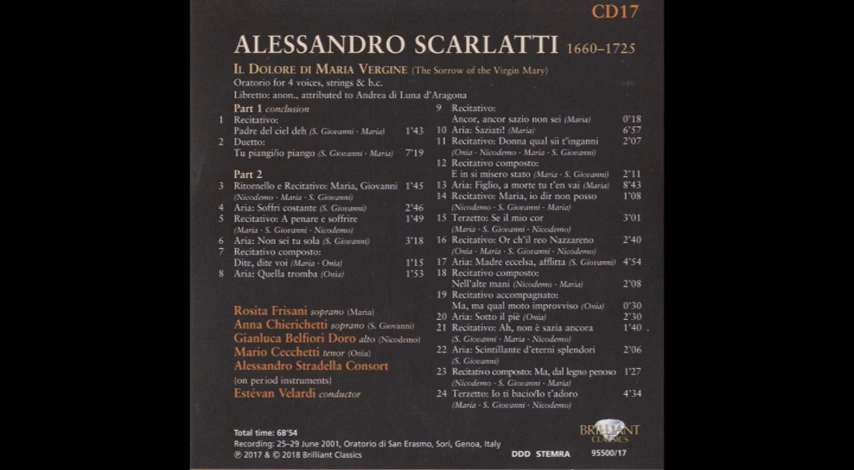 CD17
ALESSANDRO SCARLATTI 1660–1725
IL DOLORE DI MARIA VERGINE (The Sorrow of the Virgin Mary)
Oratorio for 4 voices, strings & b.c.
Libretto: anon., attributed to Andrea di Luna d'Aragona
Part 1 conclusion
1 Recitativo:
Padre del ciel deh (S. Giovanni - Maria) 1'43
2 Duetto:
Tu piangi/io piango (S. Giovanni - Maria) 7'19
Part 2
3 Ritornello e Recitativo: Maria, Giovanni 1'45
(Nicodemo - Maria - S. Giovanni)
4 Aria: Soffri costante (S. Giovanni) 2'46
5 Recitativo: A penare e soffrire 1'49
(Maria - S. Giovanni - Nicodemo)
6 Aria: Non sei tu sola (S. Giovanni) 3'18
7 Recitativo composto:
Dite, dite voi (Maria - Onia) 1'15
8 Aria: Quella tromba (Onia) 1'53
9 Recitativo:
Ancor, ancor sazio non sei (Maria) 0'18
10 Aria: Saziati! (Maria) 6'57
11 Recitativo: Donna qual sii t'inganni 2'07
(Onia - Nicodemo - Maria - S. Giovanni)
12 Recitativo composto:
E in si misero stato (Maria - S. Giovanni) 2'11
13 Aria: Figlio, a morte tu t'en vai (Maria) 8'43
14 Recitativo: Maria, io dir non posso 1'08
(Nicodemo - S. Giovanni - Maria)
15 Terzetto: Se il mio cor 3'01
(Maria - S. Giovanni - Nicodemo)
16 Recitativo: Or ch'il reo Nazzareno 2'40
(Onia - Maria - S. Giovanni - Nicodemo)
17 Aria: Madre eccelsa, afflitta (S. Giovanni) 4'54
18 Recitativo composto:
Nell'alte mani (Nicodemo - Maria) 2'08
19 Recitativo accompagnato:
Ma, ma qual moto improvviso (Onia) 0'30
20 Aria: Sotto il piè (Onia) 2'30
21 Recitativo: Ah, non è sazia ancora 1'40
(S. Giovanni - Maria - Nicodemo)
22 Aria: Scintillante d'eterni splendori 2'06
(S. Giovanni)
23 Recitativo composto: Ma, dal legno penoso 1'27
(Nicodemo - S. Giovanni - Maria)
24 Terzetto: Io ti bacio/Io t'adoro 4'34
(Maria - S. Giovanni - Nicodemo)
Rosita Frisani soprano (Maria)
Anna Chierichetti soprano (S. Giovanni)
Gianluca Belfiori Doro alto (Nicodemo)
Mario Cecchetti tenor (Onia)
Alessandro Stradella Consort
(on period instruments)
Estévan Velardi conductor
Total time: 68'54
Recording: 25–29 June 2001, Oratorio di San Erasmo, Sori, Genoa, Italy
℗ 2017 & © 2018 Brilliant Classics
DDD STEMRA
BRILLIANT
CLASSICS
95500/17